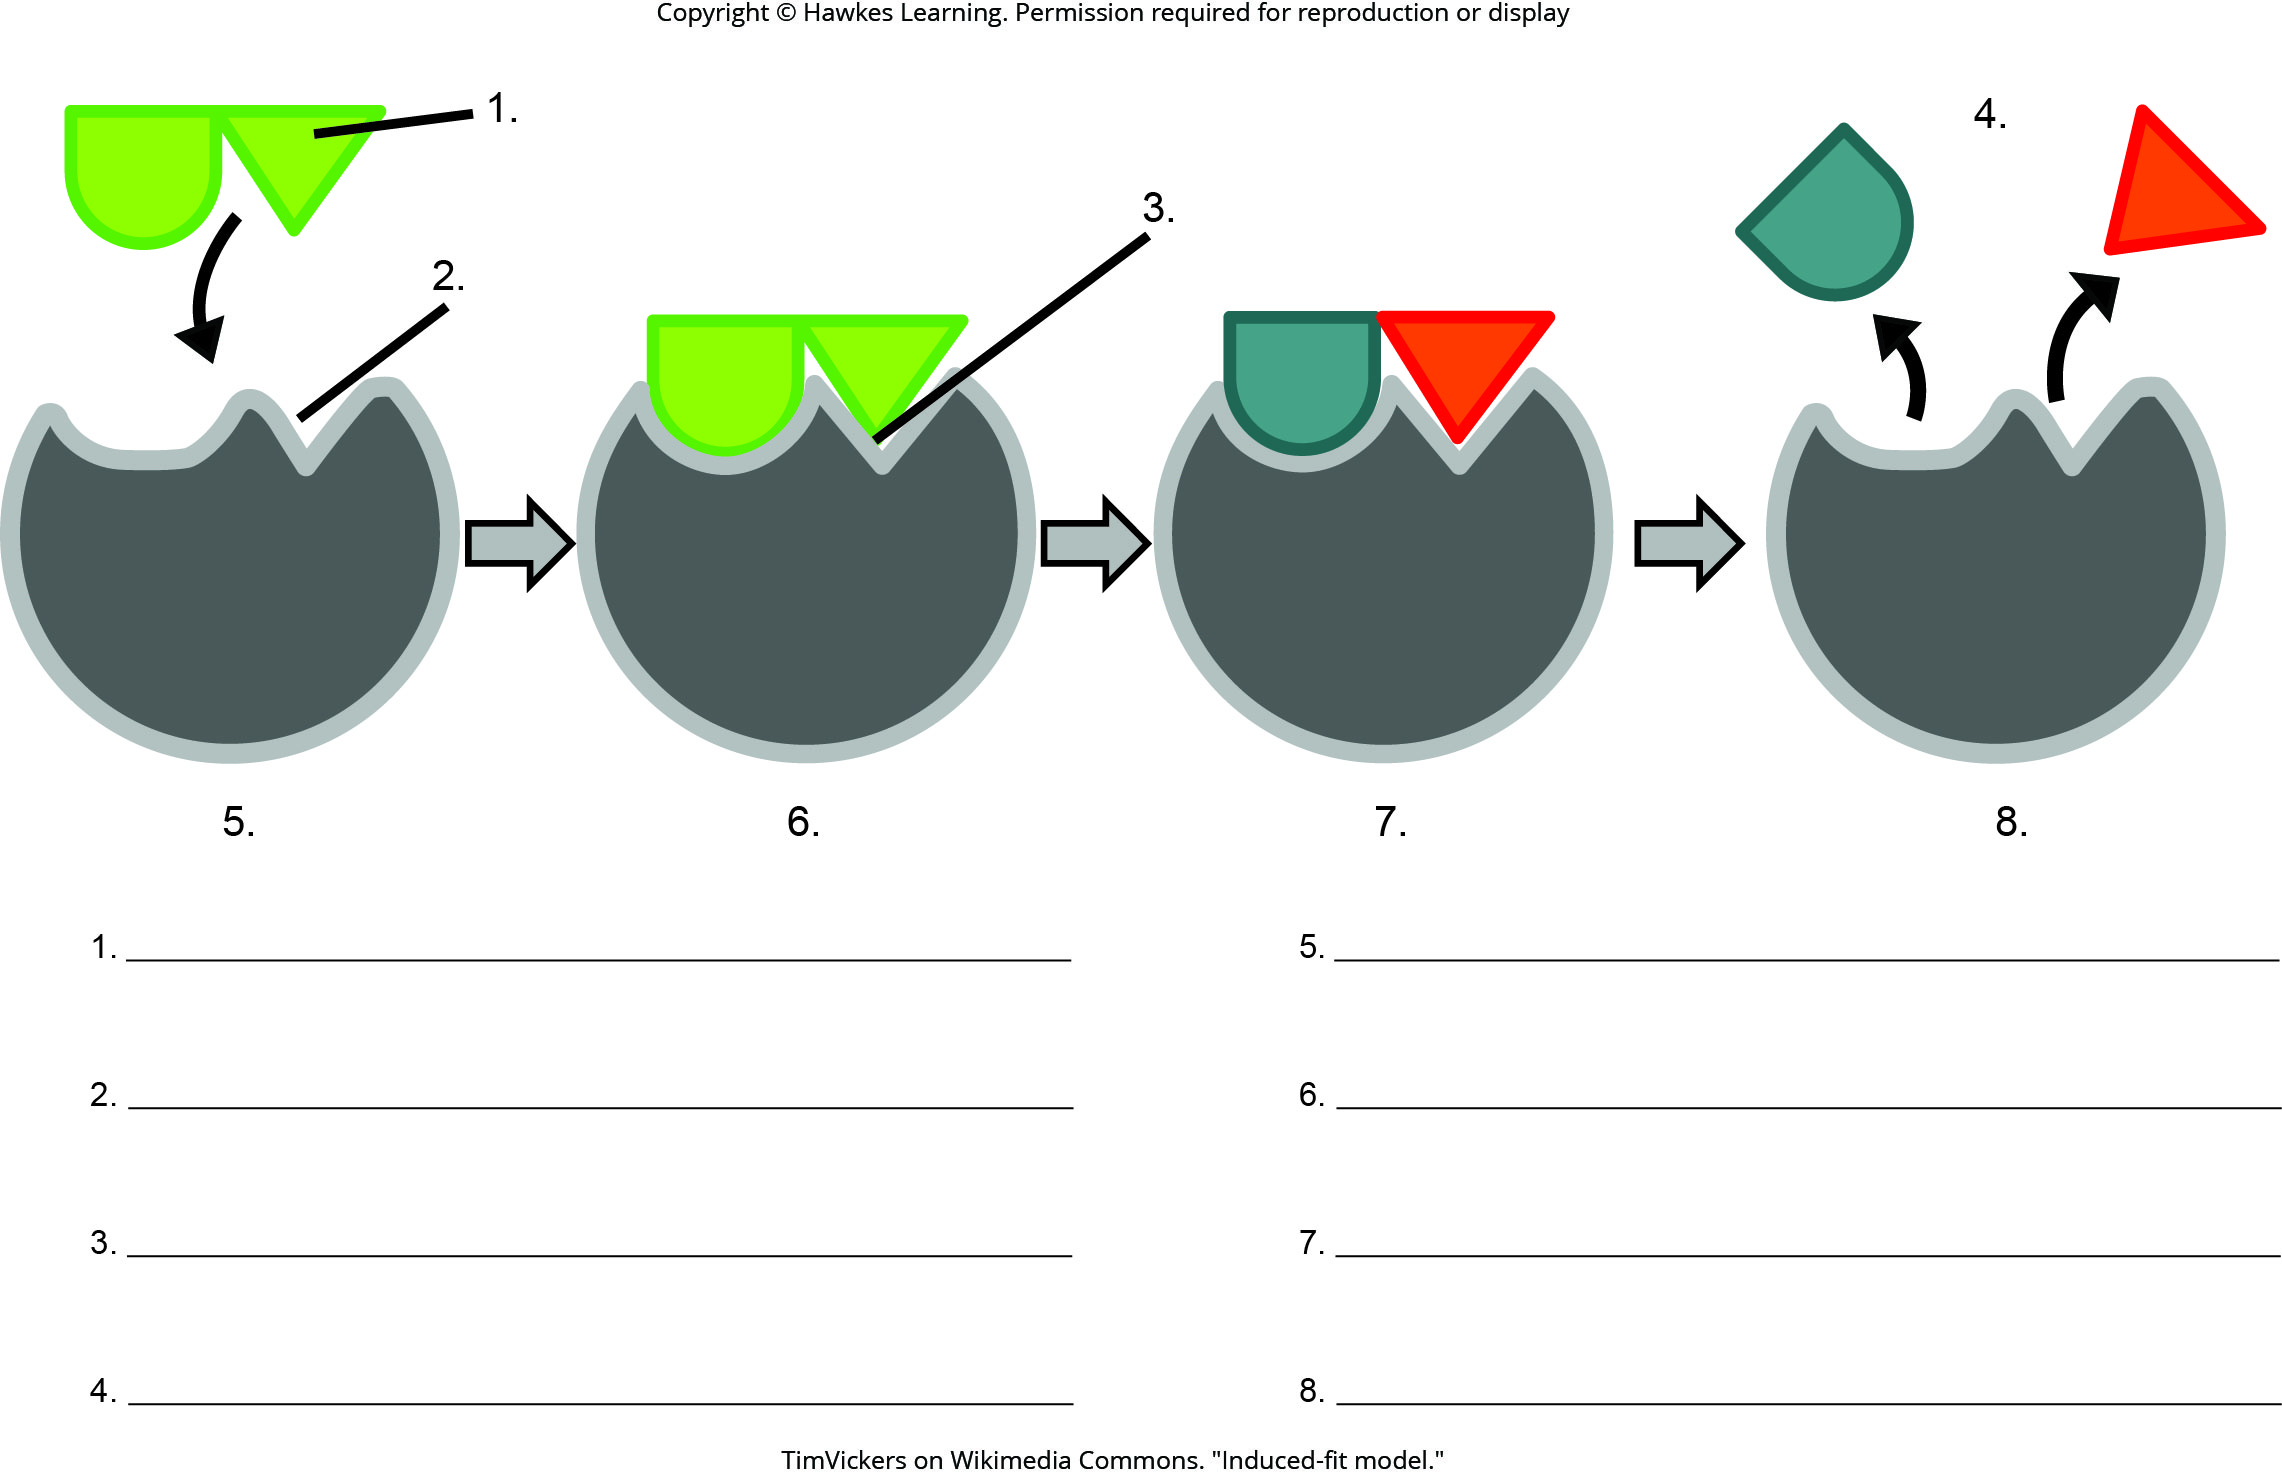 Copyright © Hawkes Learning. Permission required for reproduction or display
1.
4.
3.
2.
5. 6. 7. 8.
1. 5.
2. 6.
3. 7.
4. 8.
TimVickers on Wikimedia Commons. "Induced-fit model."